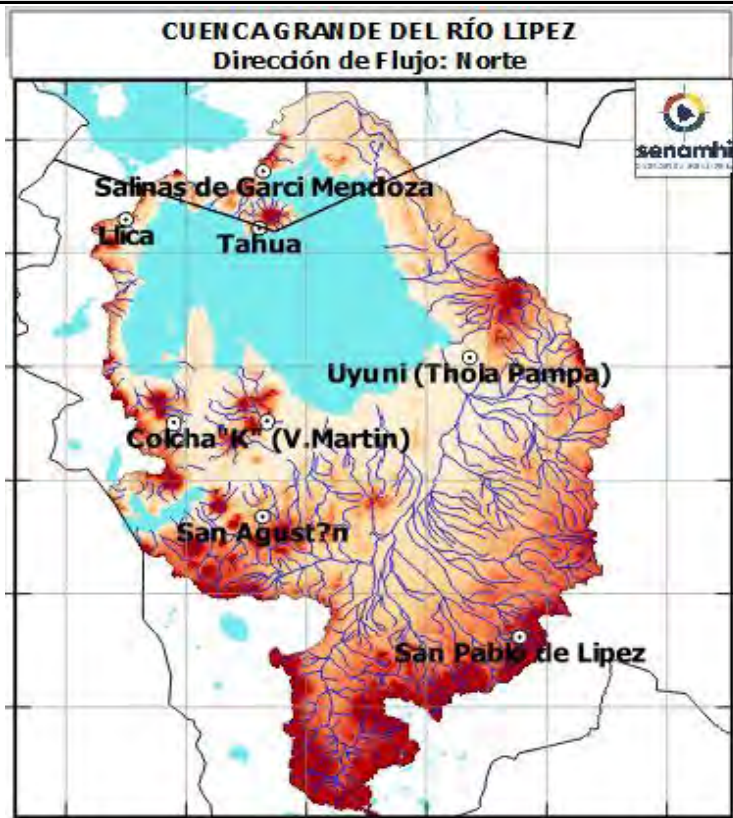 CUENCA GRANDE DEL RÍO LIPEZ
Dirección de Flujo: Norte
senamhi
Salinas de Garci Mendoza
Llica
Tahua
Uyuni (Thola Pampa)
Colcha"K" (V.Martin)
San Agust?n
San Pablo de Lipez